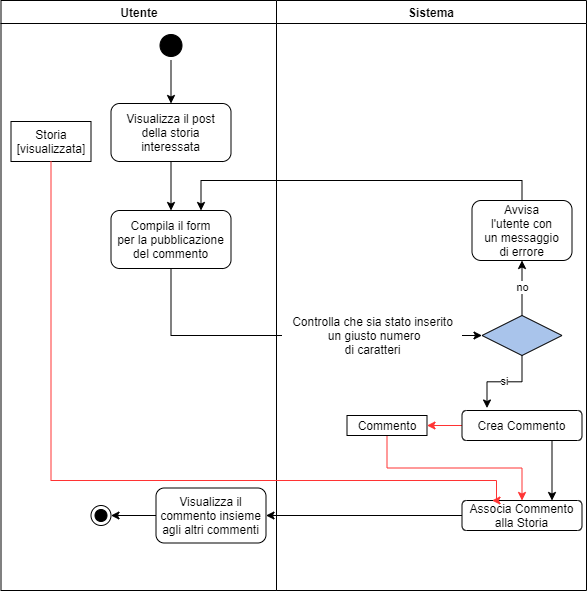 Utente
Sistema
Visualizza il post
della storia
interessata
Storia
[visualizzata]
Compila il form
per la pubblicazione
del commento
Avvisa
l'utente con
un messaggio
di errore
no
Controlla che sia stato inserito
un giusto numero
di caratteri
si
Commento
Crea Commento
Visualizza il
commento insieme
agli altri commenti
Associa Commento
alla Storia